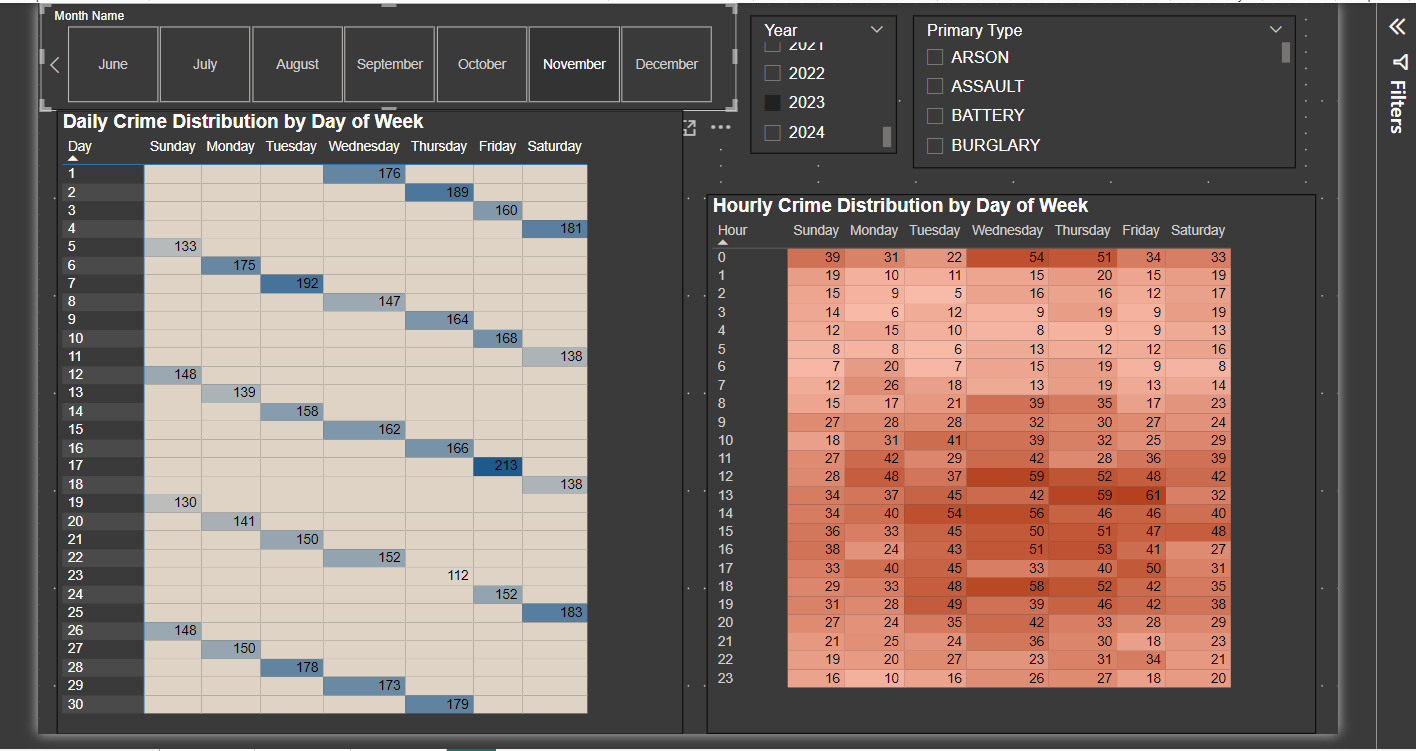 Month Name
June July August September October November December
Year
2021
2022
2023
2024
Primary Type
ARSON
ASSAULT
BATTERY
BURGLARY
Filters
Daily Crime Distribution by Day of Week
Day Sunday Monday Tuesday Wednesday Thursday Friday Saturday
1 176
2 189
3 160
4 181
5 133
6 175
7 192
8 147
9 164
10 168
11 138
12 148
13 139
14 158
15 162
16 166
17 213
18 138
19 130
20 141
21 150
22 152
23 112
24 152
25 183
26 148
27 150
28 178
29 173
30 179
Hourly Crime Distribution by Day of Week
Hour Sunday Monday Tuesday Wednesday Thursday Friday Saturday
0 39 31 22 54 51 34 33
1 19 10 11 15 20 15 19
2 15 9 5 16 16 12 17
3 14 6 12 9 19 9 19
4 12 15 10 8 9 9 13
5 8 8 6 13 12 12 16
6 7 20 7 15 19 9 8
7 12 26 18 13 19 13 14
8 15 17 21 39 35 17 23
9 27 28 28 32 30 27 24
10 18 31 41 39 32 25 29
11 27 42 29 42 28 36 39
12 28 48 37 59 52 48 42
13 34 37 45 42 59 61 32
14 34 40 54 56 46 46 40
15 36 33 45 50 51 47 48
16 38 24 43 51 53 41 27
17 33 40 45 33 40 50 31
18 29 33 48 58 52 42 35
19 31 28 49 39 46 42 38
20 27 24 35 42 33 28 29
21 21 25 24 36 30 18 23
22 19 20 27 23 31 34 21
23 16 10 16 26 27 18 20